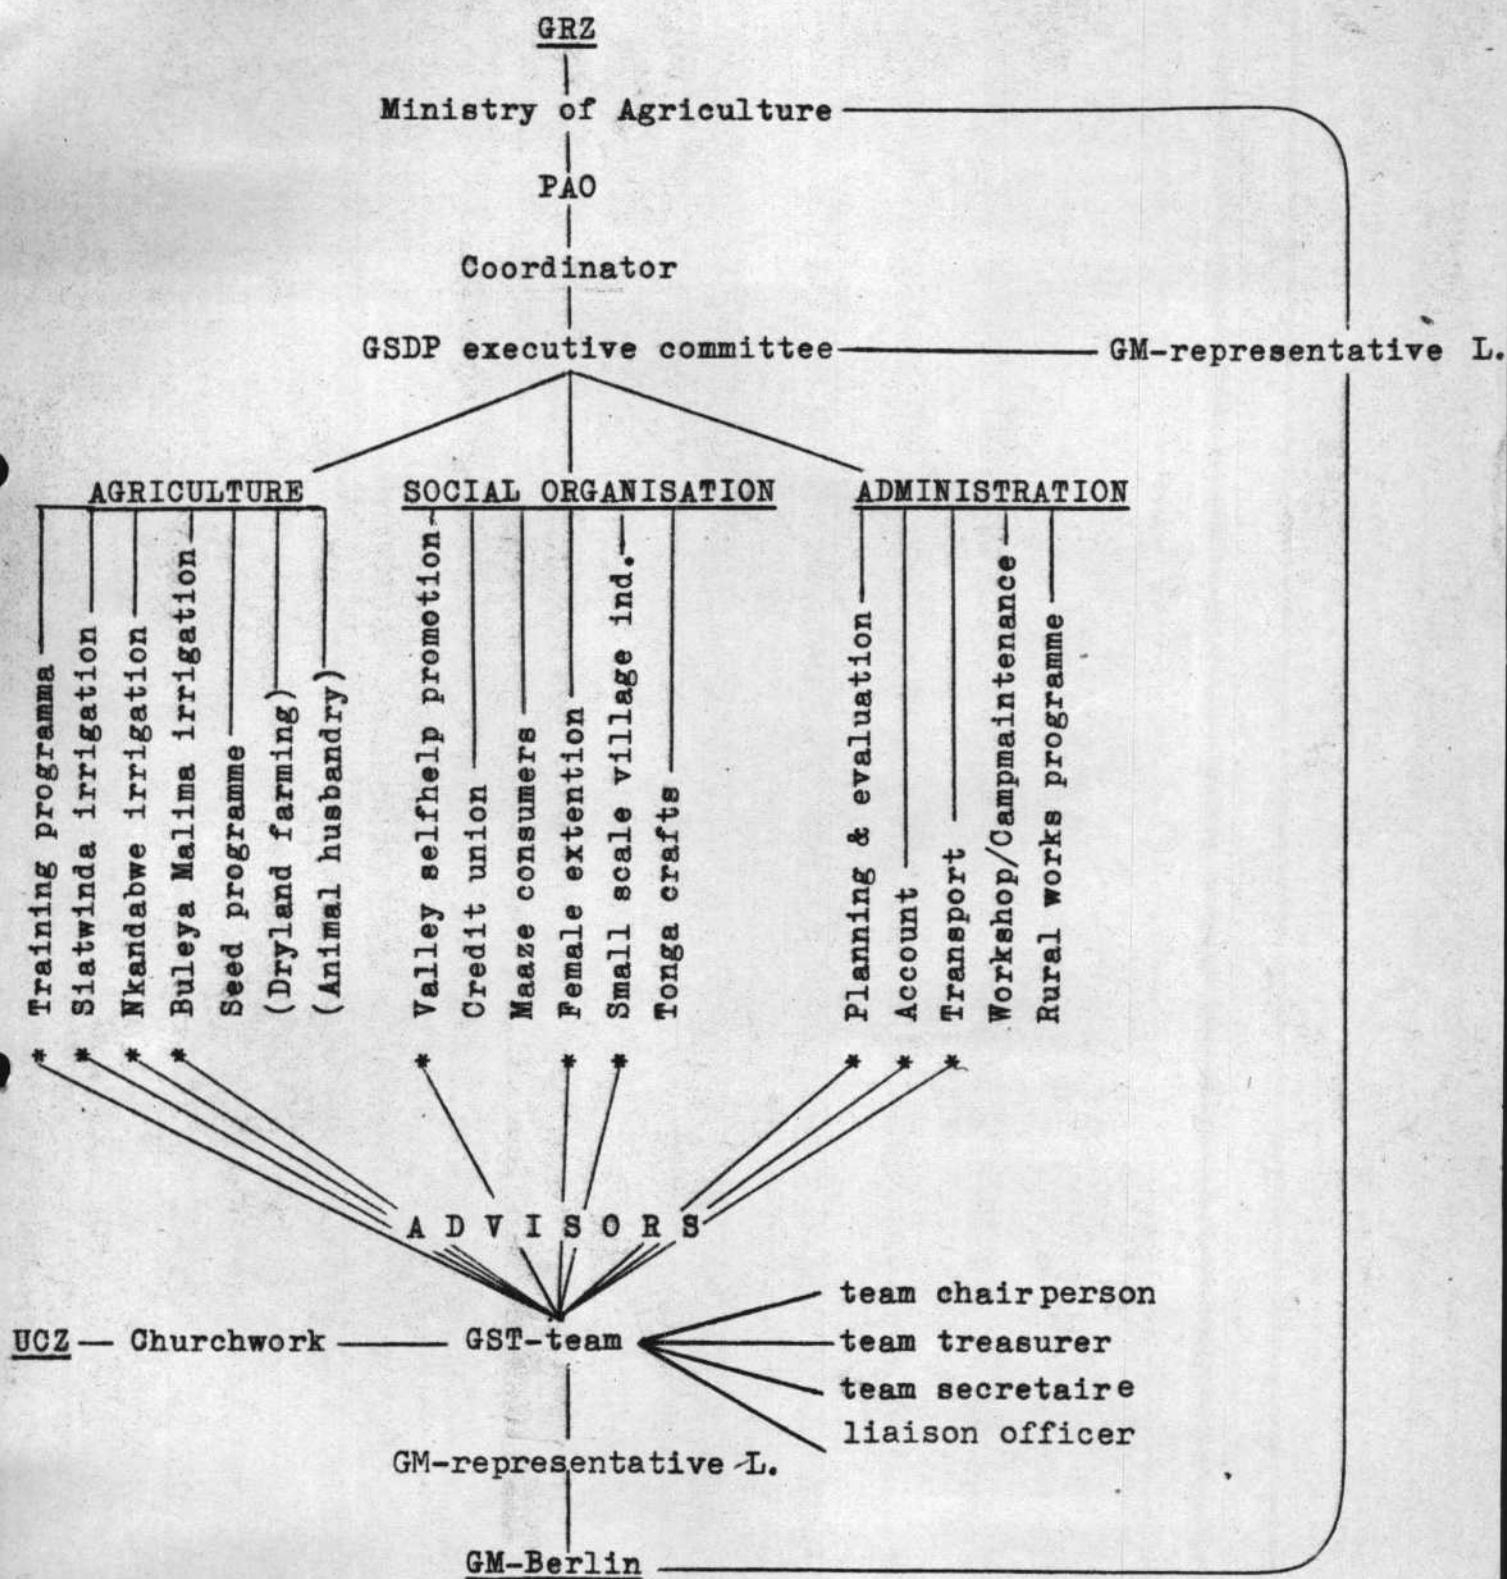 GRZ
Ministry of Agriculture
PAO
Coordinator
GSDP executive committee
GM-representative L.
AGRICULTURE
SOCIAL ORGANISATION
ADMINISTRATION
Training programma
Siatwinda irrigation
Nkandabwe irrigation
Buleya Malima irrigation
Seed programme
(Dryland farming)
(Animal husbandry)
Valley selfhelp promotion
Credit union
Maaze consumers
Female extention
Small scale village ind.
Tonga crafts
Planning & evaluation
Account
Transport
Workshop/Campmaintenance
Rural works programme
* * * * * * * * * *
A D V I S O R S
team chairperson
UCZ — Churchwork — GST-team
team treasurer
team secretaire
liaison officer
GM-representative L.
GM-Berlin